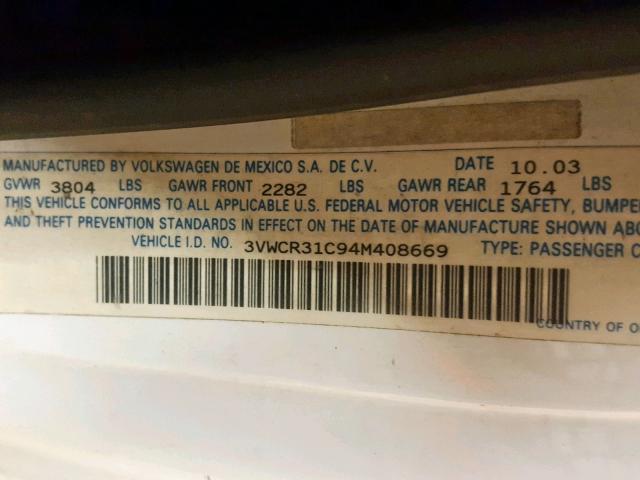 MANUFACTURED BY VOLKSWAGEN DE MEXICO S.A. DE C.V. DATE 10.03
GVWR 3804 LBS GAWR FRONT 2282 LBS GAWR REAR 1764 LBS
THIS VEHICLE CONFORMS TO ALL APPLICABLE U.S. FEDERAL MOTOR VEHICLE SAFETY, BUMPE
AND THEFT PREVENTION STANDARDS IN EFFECT ON THE DATE OF MANUFACTURE SHOWN ABO
VEHICLE I.D. NO. 3VWCR31C94M408669 TYPE: PASSENGER C
COUNTRY OF O